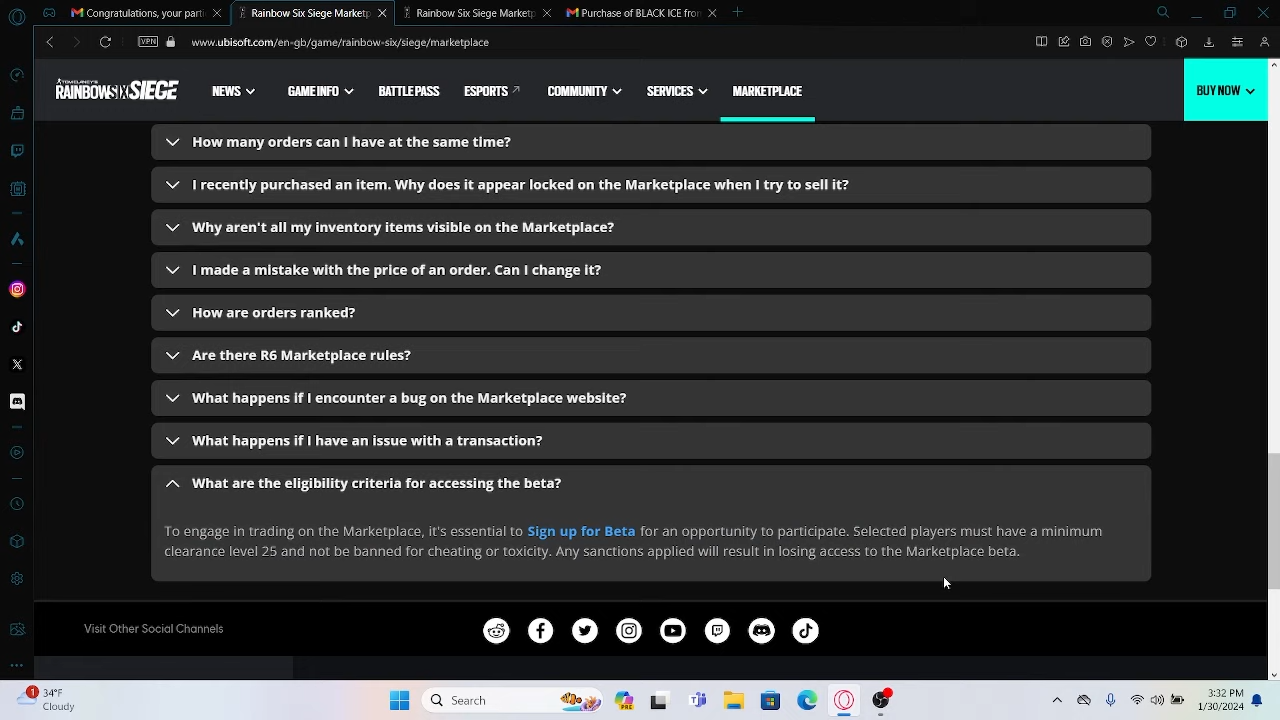 Congratulations, your parti
Rainbow Six Siege Marketp
Rainbow Six Siege Marketp
Purchase of BLACK ICE from
VPN
www.ubisoft.com/en-gb/game/rainbow-six/siege/marketplace
TOM CLANCY'S
RAINBOWSIX SIEGE
NEWS
GAME INFO
BATTLE PASS
ESPORTS
COMMUNITY
SERVICES
MARKETPLACE
BUY NOW
How many orders can I have at the same time?
I recently purchased an item. Why does it appear locked on the Marketplace when I try to sell it?
Why aren't all my inventory items visible on the Marketplace?
I made a mistake with the price of an order. Can I change it?
How are orders ranked?
Are there R6 Marketplace rules?
What happens if I encounter a bug on the Marketplace website?
What happens if I have an issue with a transaction?
What are the eligibility criteria for accessing the beta?
To engage in trading on the Marketplace, it's essential to Sign up for Beta for an opportunity to participate. Selected players must have a minimum
clearance level 25 and not be banned for cheating or toxicity. Any sanctions applied will result in losing access to the Marketplace beta.
Visit Other Social Channels
1
34°F
Cloudy
Search
PRE
3:32 PM
1/30/2024